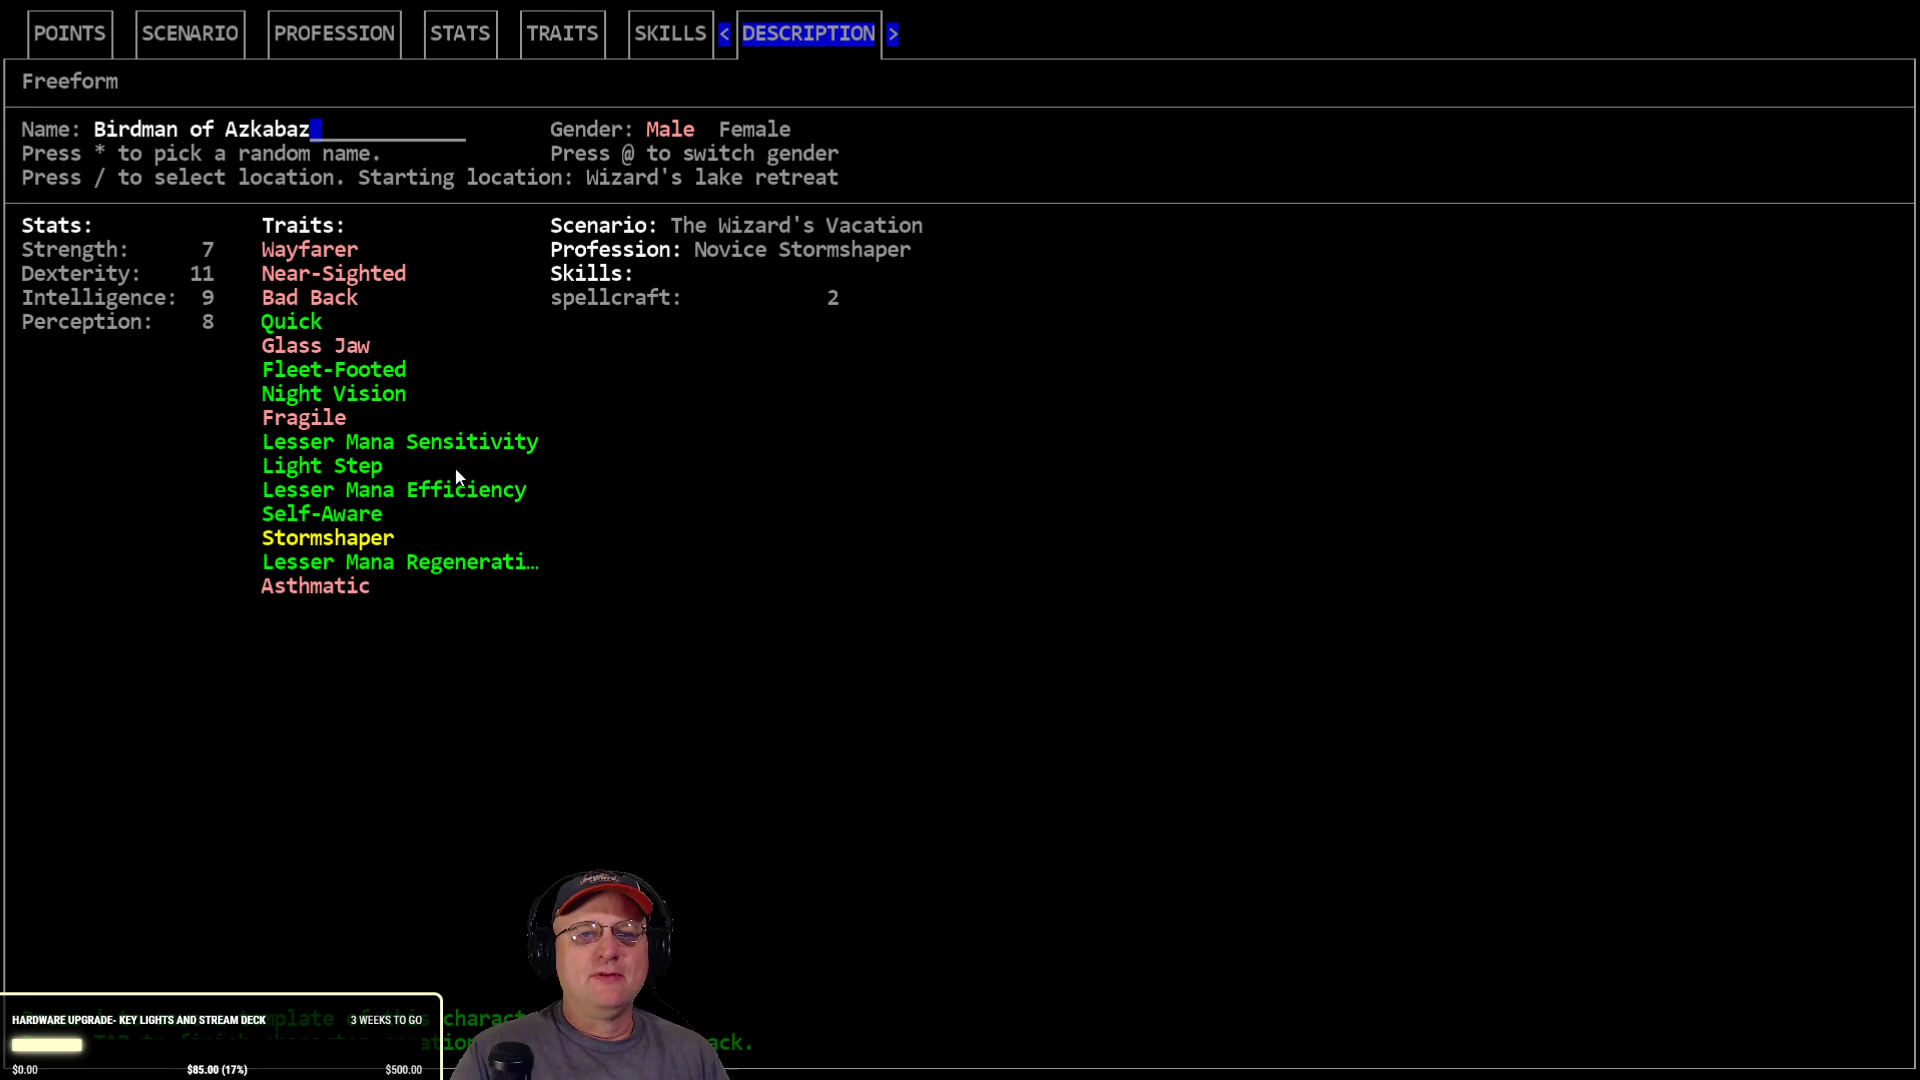 POINTS SCENARIO PROFESSION STATS TRAITS SKILLS < DESCRIPTION >
Freeform
Name: Birdman of Azkabaz Gender: Male Female
Press * to pick a random name. Press @ to switch gender
Press / to select location. Starting location: Wizard's lake retreat
Stats: Traits: Scenario: The Wizard's Vacation
Strength: 7 Wayfarer Profession: Novice Stormshaper
Dexterity: 11 Near-Sighted Skills:
Intelligence: 9 Bad Back spellcraft: 2
Perception: 8 Quick
Glass Jaw
Fleet-Footed
Night Vision
Fragile
Lesser Mana Sensitivity
Light Step
Lesser Mana Efficiency
Self-Aware
Stormshaper
Lesser Mana Regenerati…
Asthmatic
HARDWARE UPGRADE- KEY LIGHTS AND STREAM DECK 3 WEEKS TO GO
$0.00 $85.00 (17%) $500.00